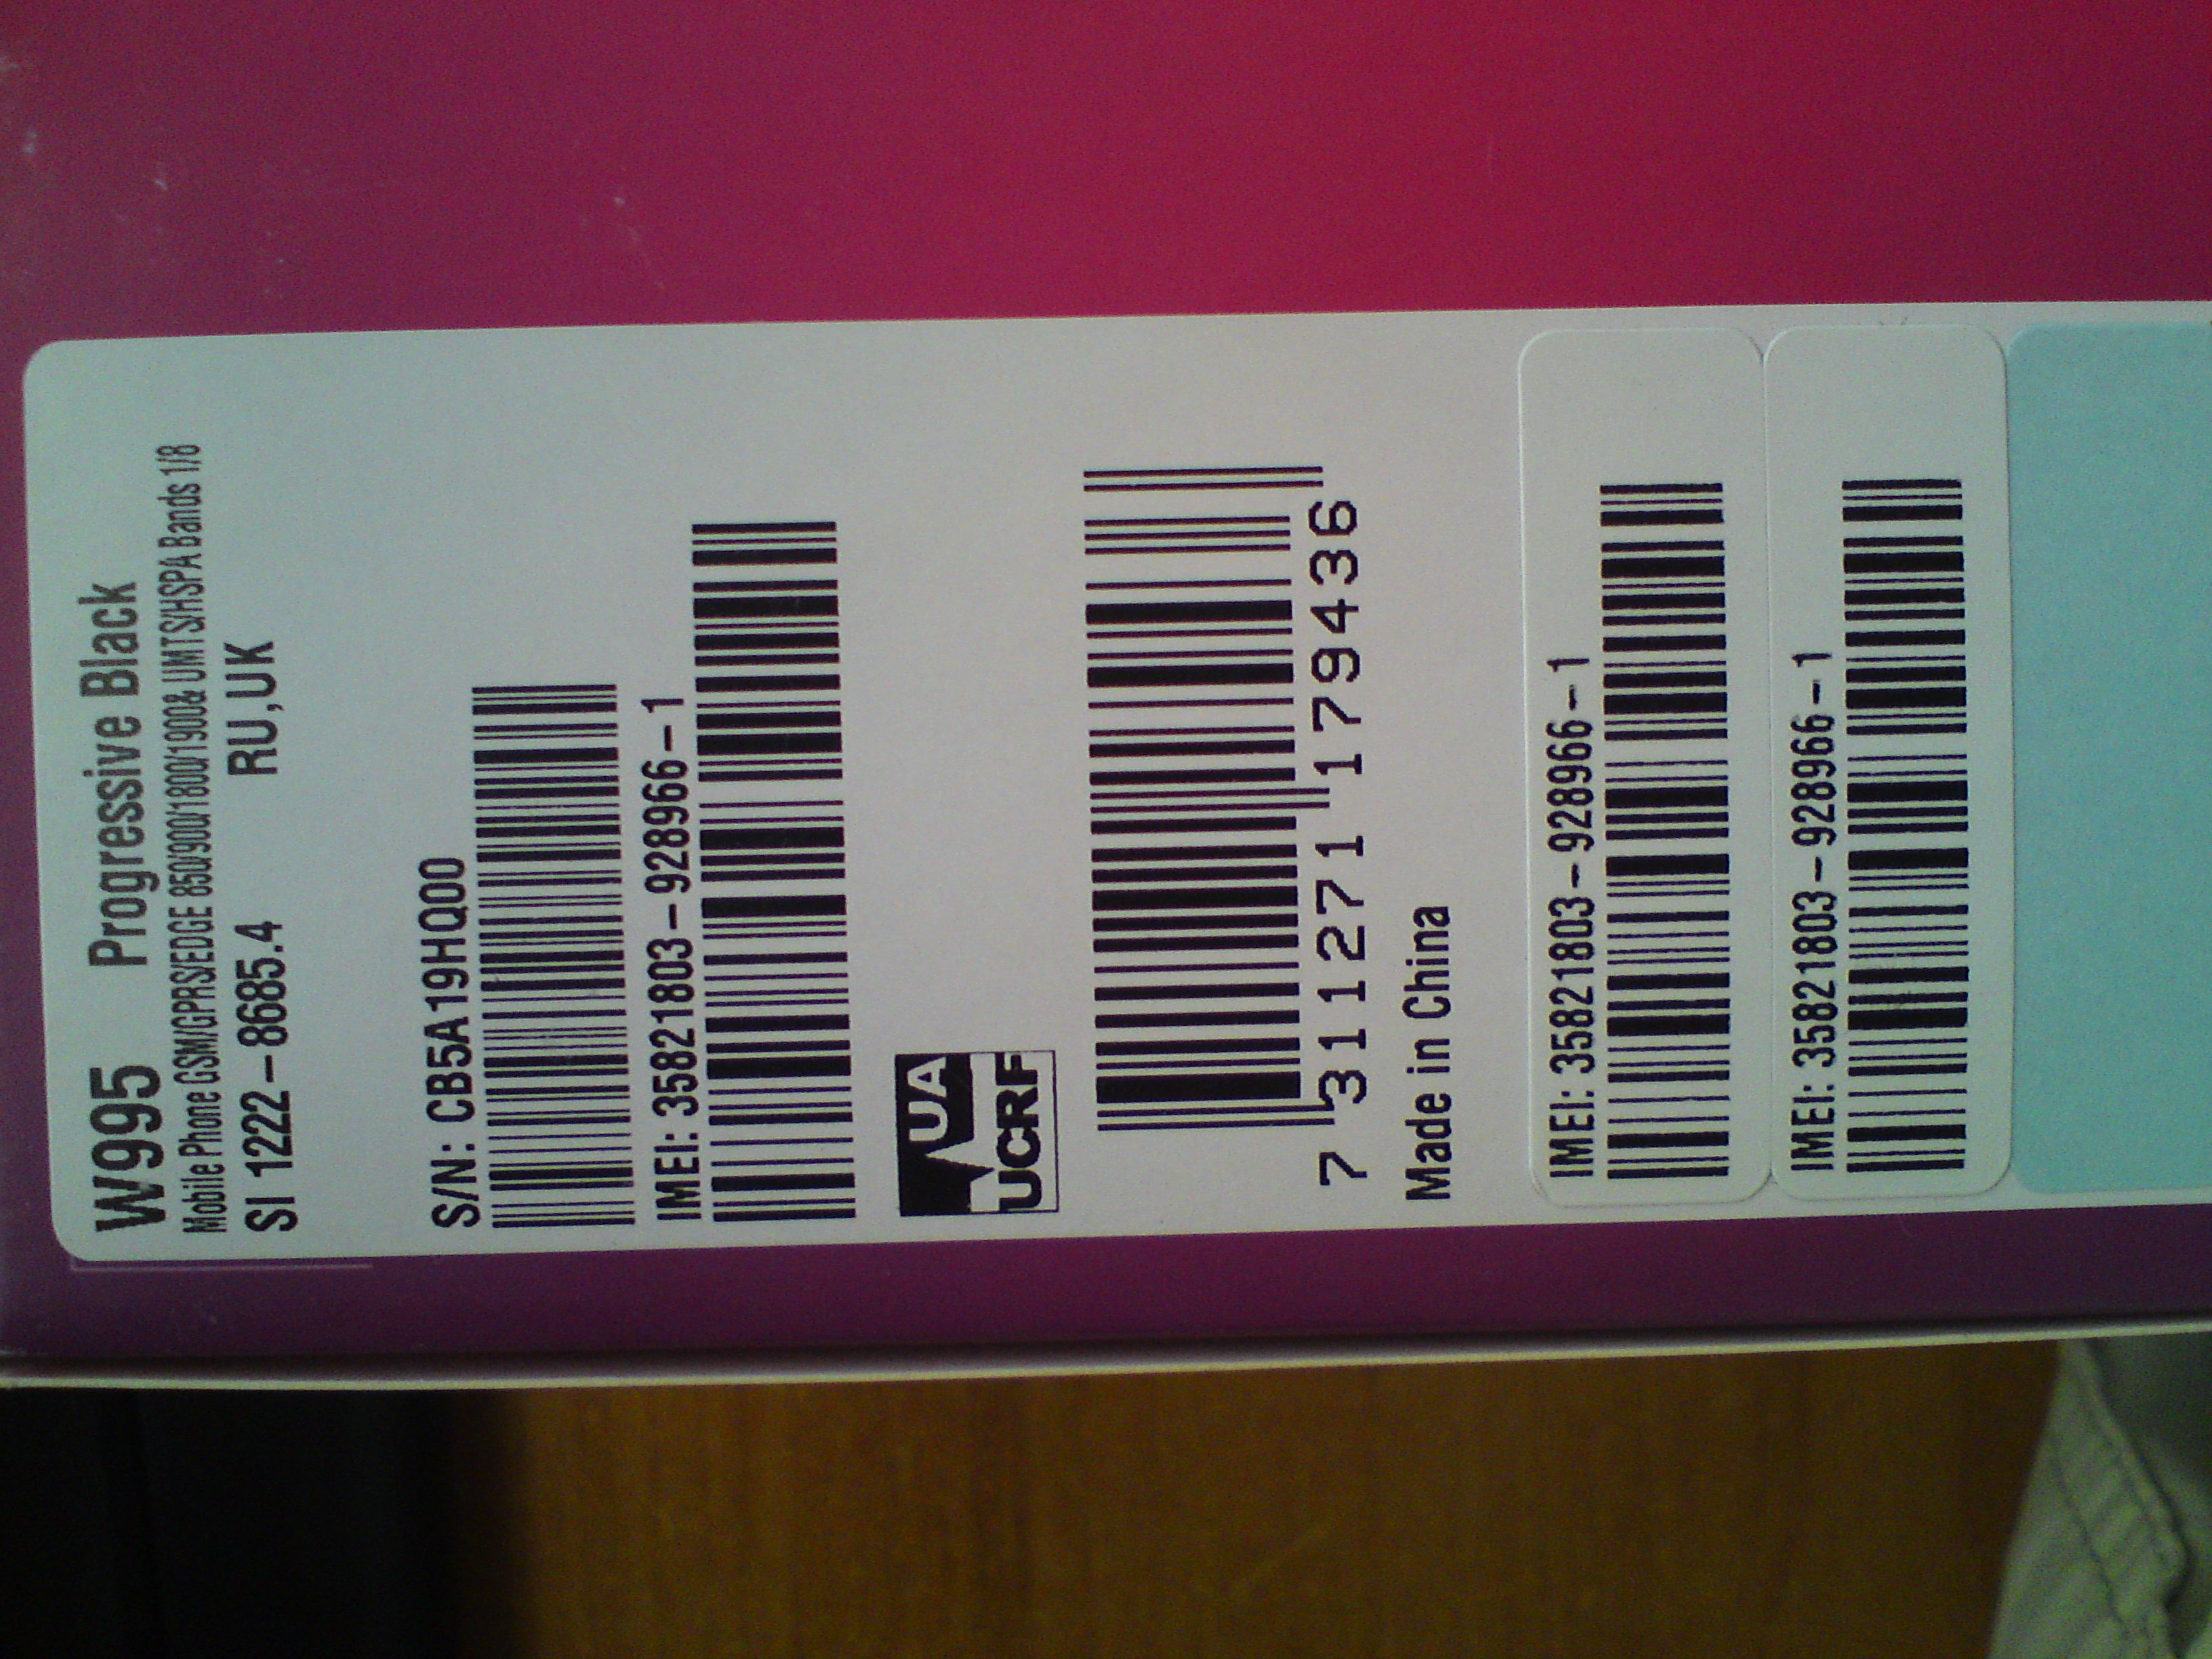 W995 Progressive Black
Mobile Phone GSM/GPRS/EDGE 850/900/1800/1900& UMTS/HSPA Bands 1/8
SI 1222-8685.4 RU,UK
S/N: CB5A19HQ00
IMEI: 35821803-928966-1
UA
UCRF
7 311271 179436
Made in China
IMEI: 35821803-928966-1
IMEI: 35821803-928966-1